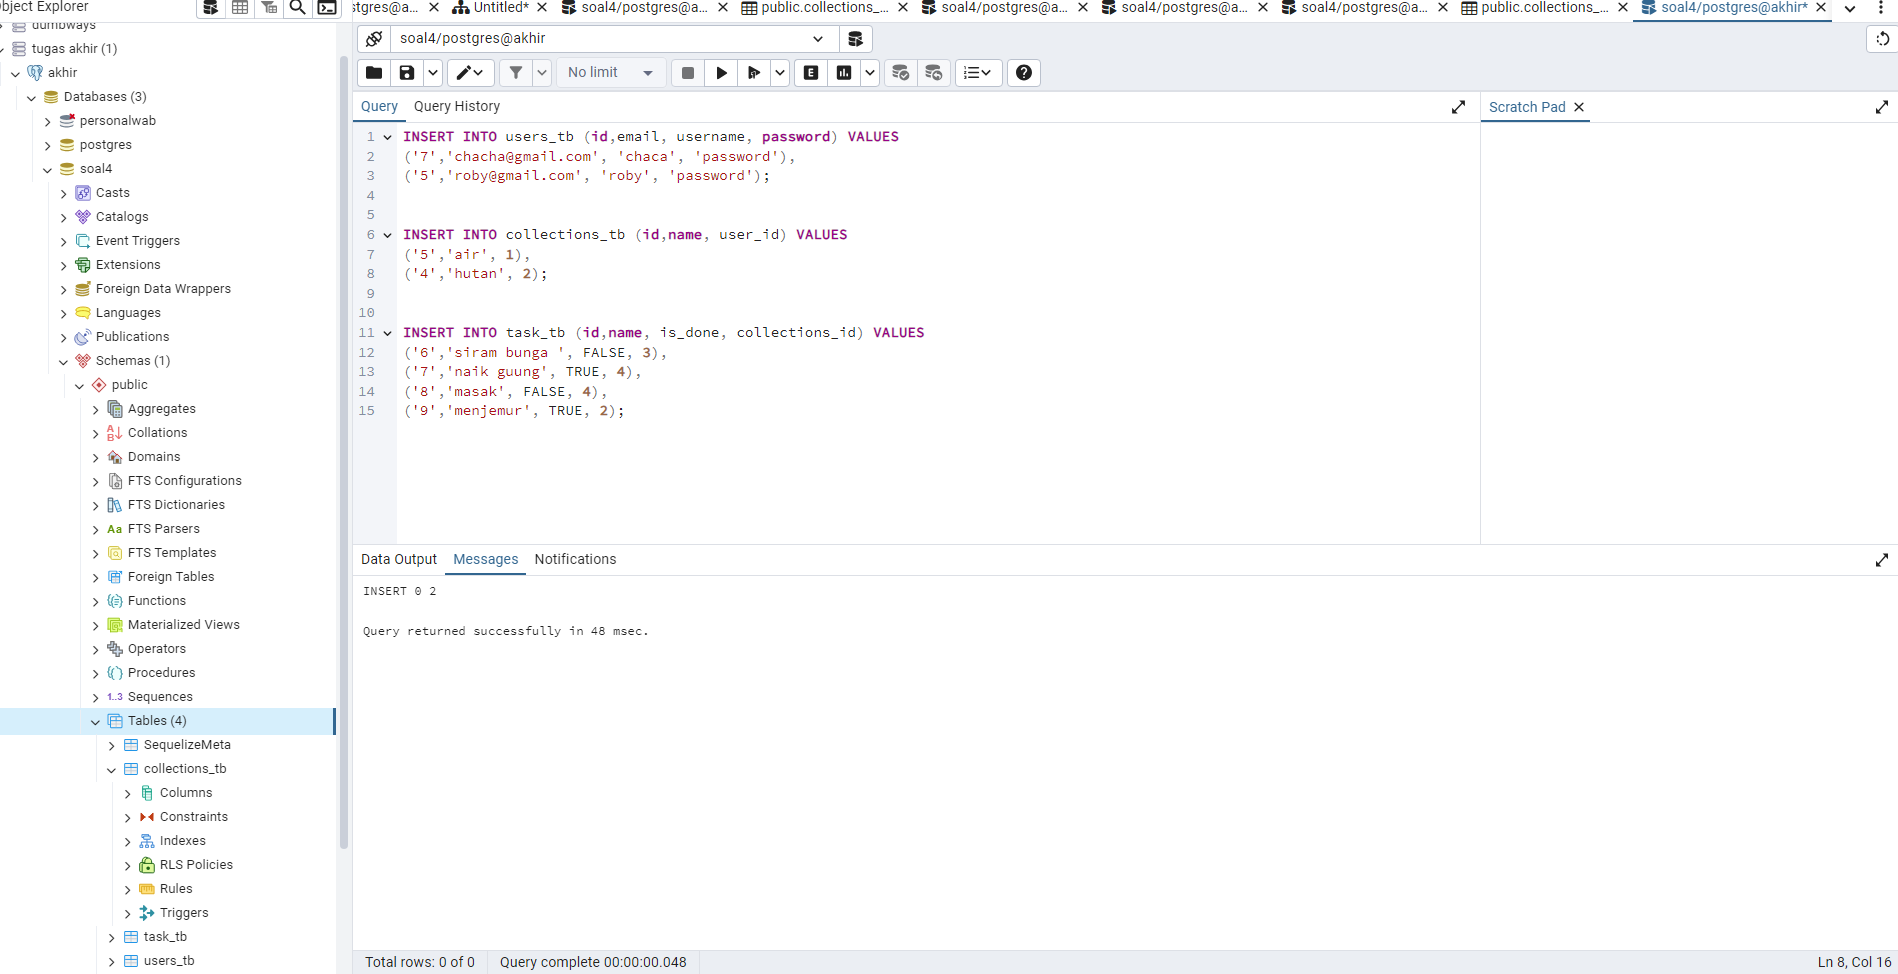 bject Explorer
dumbways
tugas akhir (1)
akhir
Databases (3)
personalwab
postgres
soal4
Casts
Catalogs
Event Triggers
Extensions
Foreign Data Wrappers
Languages
Publications
Schemas (1)
public
Aggregates
Collations
Domains
FTS Configurations
FTS Dictionaries
Aa FTS Parsers
FTS Templates
Foreign Tables
Functions
Materialized Views
Operators
Procedures
1..3 Sequences
Tables (4)
SequelizeMeta
collections_tb
Columns
Constraints
Indexes
RLS Policies
Rules
Triggers
task_tb
users_tb
stgres@a... Untitled* soal4/postgres@a... public.collections_... soal4/postgres@a... soal4/postgres@a... soal4/postgres@a... public.collections_... soal4/postgres@akhir*
soal4/postgres@akhir
No limit
E
Query Query History
Scratch Pad
1 INSERT INTO users_tb (id,email, username, password) VALUES
2 ('7','chacha@gmail.com', 'chaca', 'password'),
3 ('5','roby@gmail.com', 'roby', 'password');
4
5
6 INSERT INTO collections_tb (id,name, user_id) VALUES
7 ('5','air', 1),
8 ('4','hutan', 2);
9
10
11 INSERT INTO task_tb (id,name, is_done, collections_id) VALUES
12 ('6','siram bunga ', FALSE, 3),
13 ('7','naik guung', TRUE, 4),
14 ('8','masak', FALSE, 4),
15 ('9','menjemur', TRUE, 2);
Data Output Messages Notifications
INSERT 0 2
Query returned successfully in 48 msec.
Total rows: 0 of 0 Query complete 00:00:00.048
Ln 8, Col 16